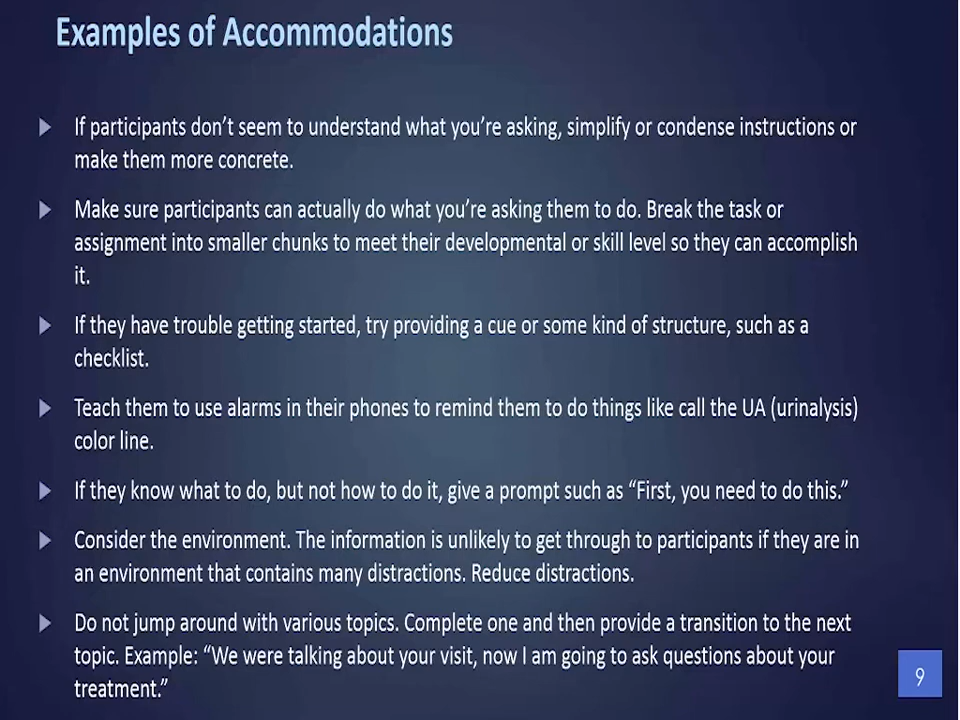 Examples of Accommodations
If participants don’t seem to understand what you’re asking, simplify or condense instructions or
make them more concrete.
Make sure participants can actually do what you’re asking them to do. Break the task or
assignment into smaller chunks to meet their developmental or skill level so they can accomplish
it.
If they have trouble getting started, try providing a cue or some kind of structure, such as a
checklist.
Teach them to use alarms in their phones to remind them to do things like call the UA (urinalysis)
color line.
If they know what to do, but not how to do it, give a prompt such as “First, you need to do this.”
Consider the environment. The information is unlikely to get through to participants if they are in
an environment that contains many distractions. Reduce distractions.
Do not jump around with various topics. Complete one and then provide a transition to the next
topic. Example: “We were talking about your visit, now I am going to ask questions about your
treatment.”
9